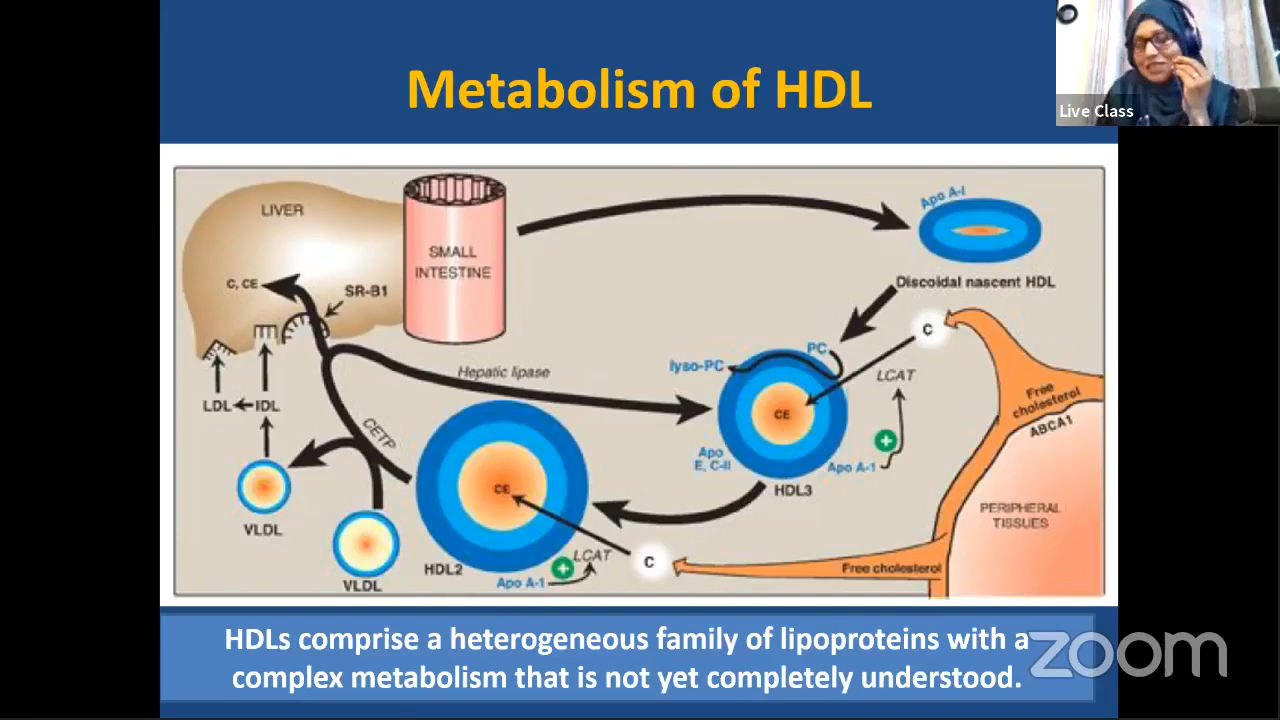 Metabolism of HDL
Live Class
LIVER
SMALL
INTESTINE
Apo A-I
Discoidal nascent HDL
C, CE
SR-B1
C
PC
lyso-PC
LCAT
Hepatic lipase
Free
cholesterol
ABCA1
LDL
IDL
CETP
CE
Apo
E, C-II
Apo A-1
HDL3
CE
PERIPHERAL
TISSUES
VLDL
VLDL
HDL2
LCAT
Apo A-1
C
Free cholesterol
HDLs comprise a heterogeneous family of lipoproteins with a
complex metabolism that is not yet completely understood.
zoom